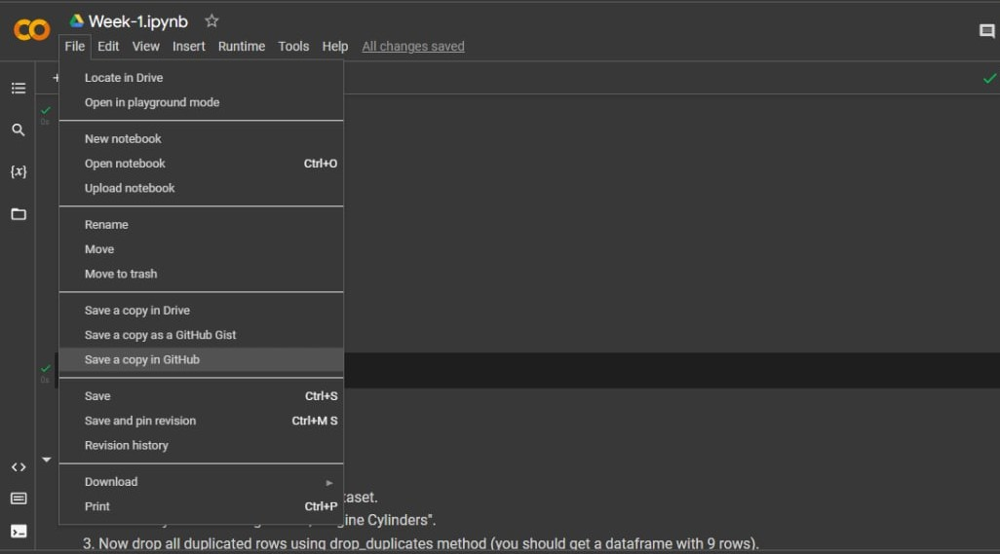 Week-1.ipynb
File Edit View Insert Runtime Tools Help All changes saved
Locate in Drive
Open in playground mode
New notebook
Open notebook Ctrl+O
Upload notebook
Rename
Move
Move to trash
Save a copy in Drive
Save a copy as a GitHub Gist
Save a copy in GitHub
Save Ctrl+S
Save and pin revision Ctrl+M S
Revision history
Download
Print Ctrl+P
{x}
0s
0s
taset.
gine Cylinders".
3. Now drop all duplicated rows using drop_duplicates method (you should get a dataframe with 9 rows).